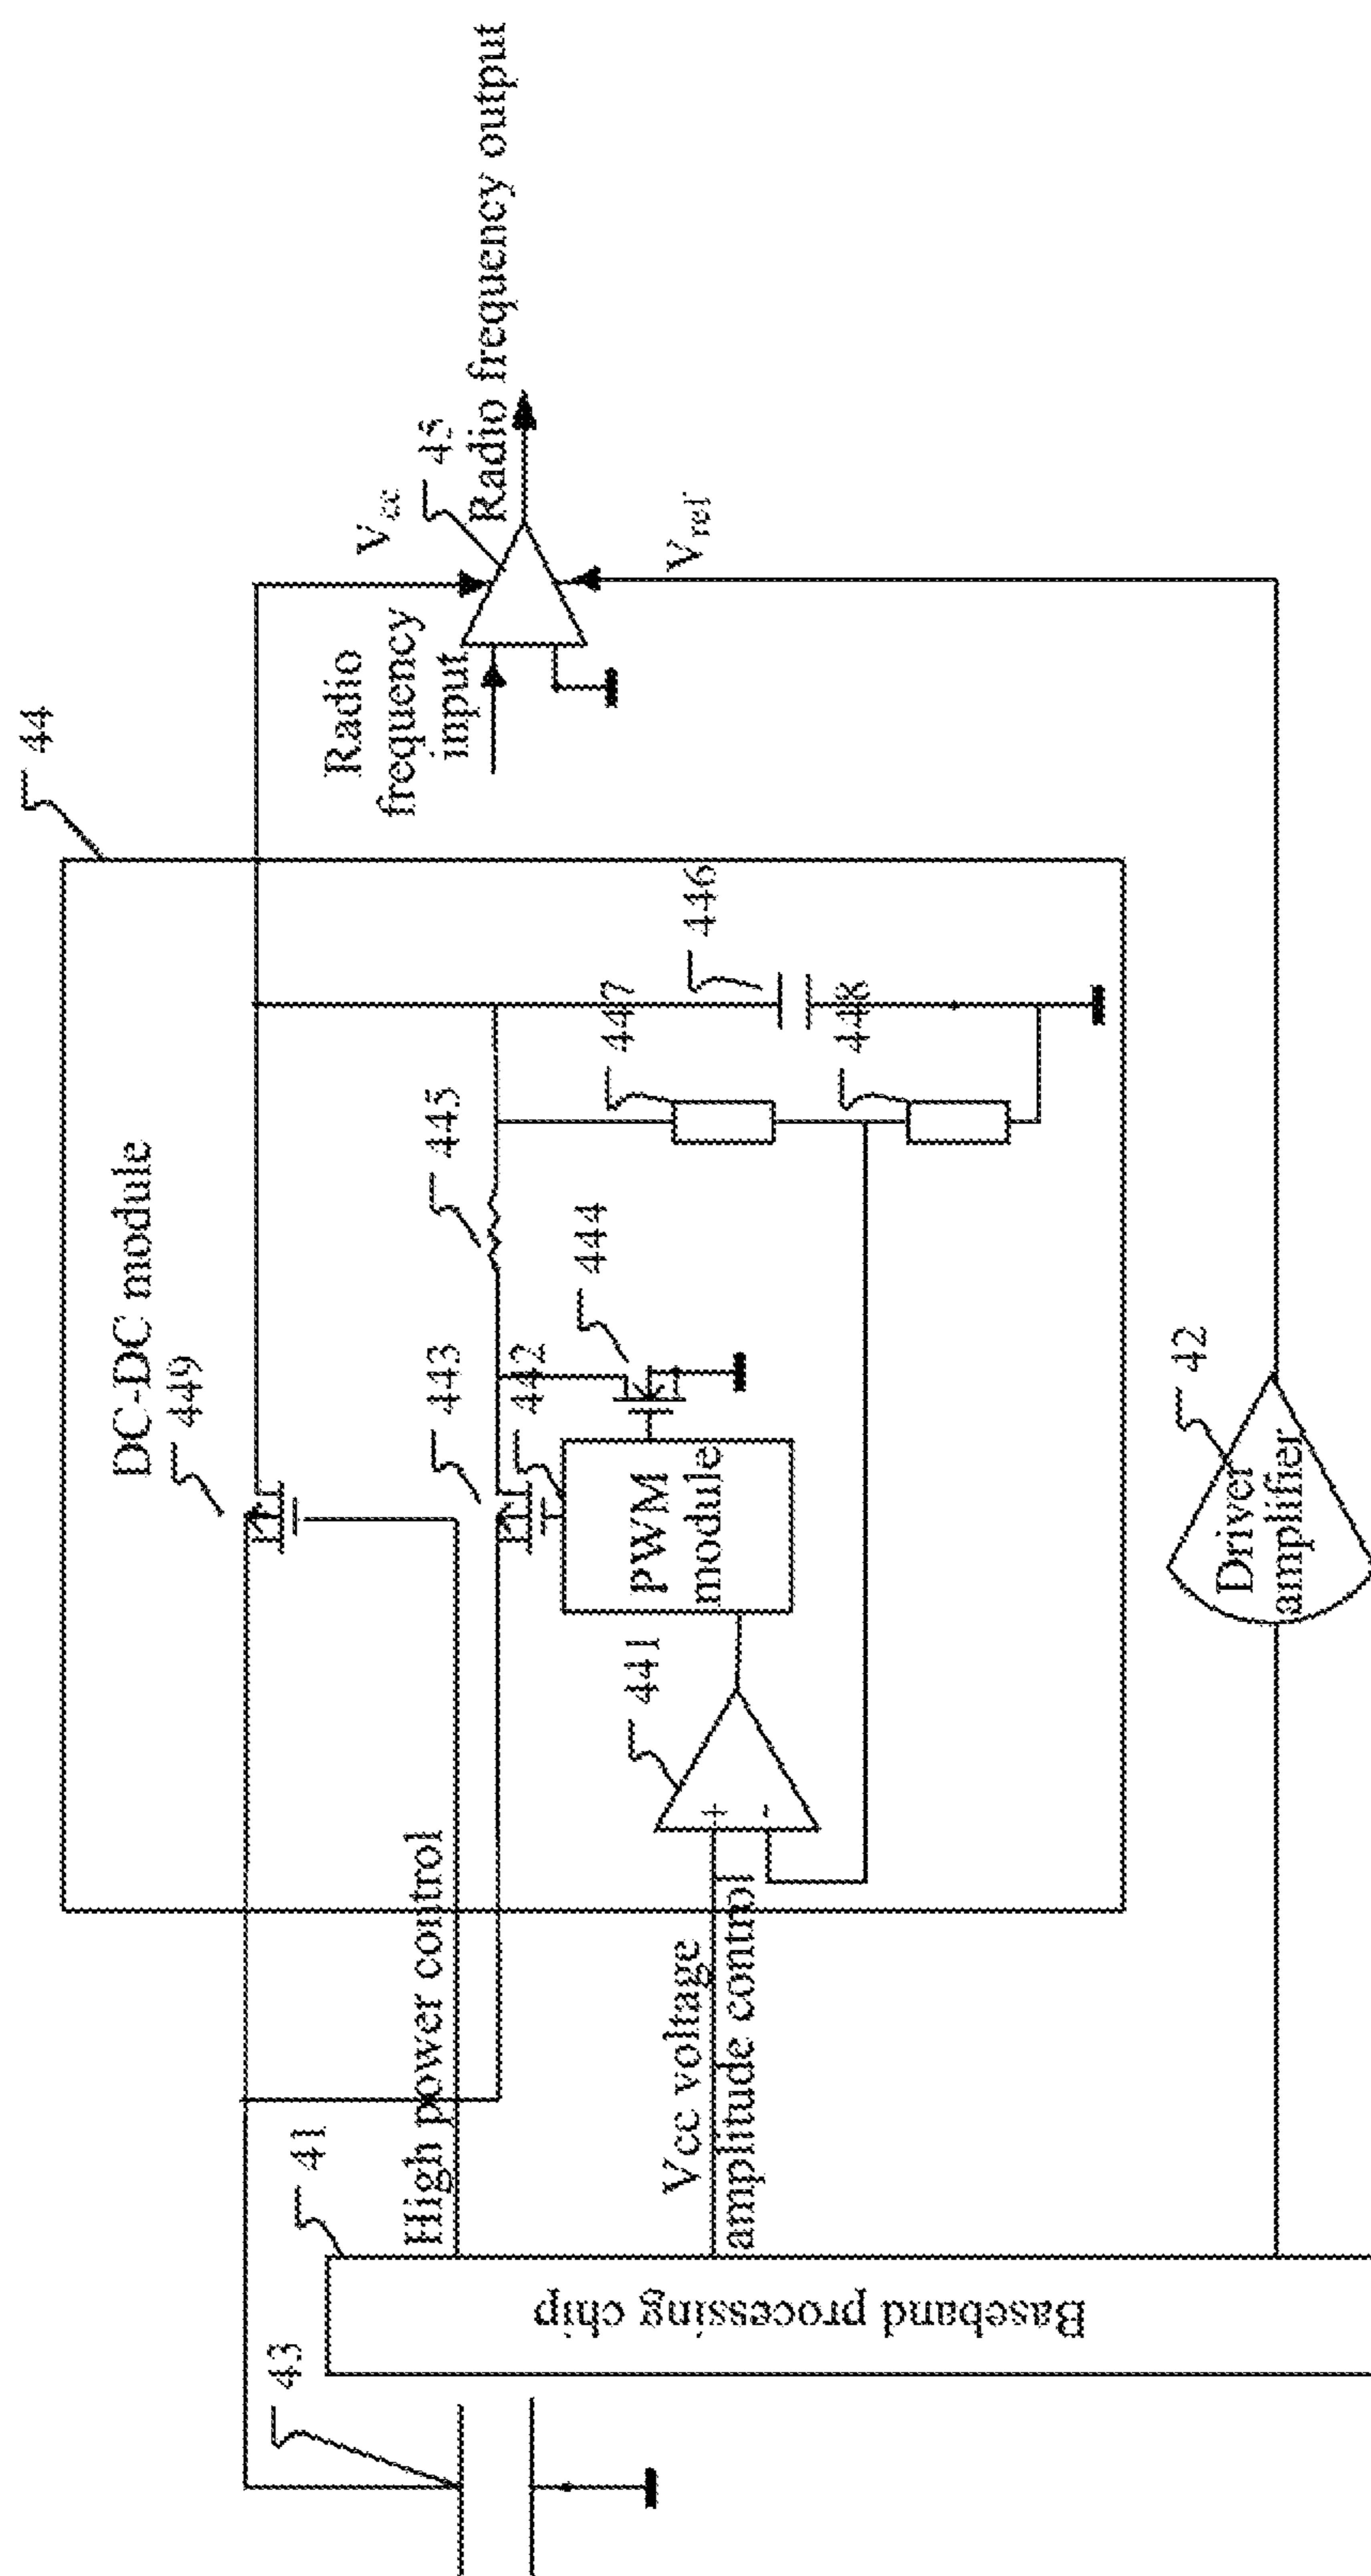 44
DC-DC module
449
High power control
443
442
445
444
PWM
module
441
447
446
448
Vcc voltage
amplitude control
+
-
41
43
Baseband processing chip
42
Driver
amplifier
Radio
frequency
input
Vcc
45
Radio frequency output
Vref